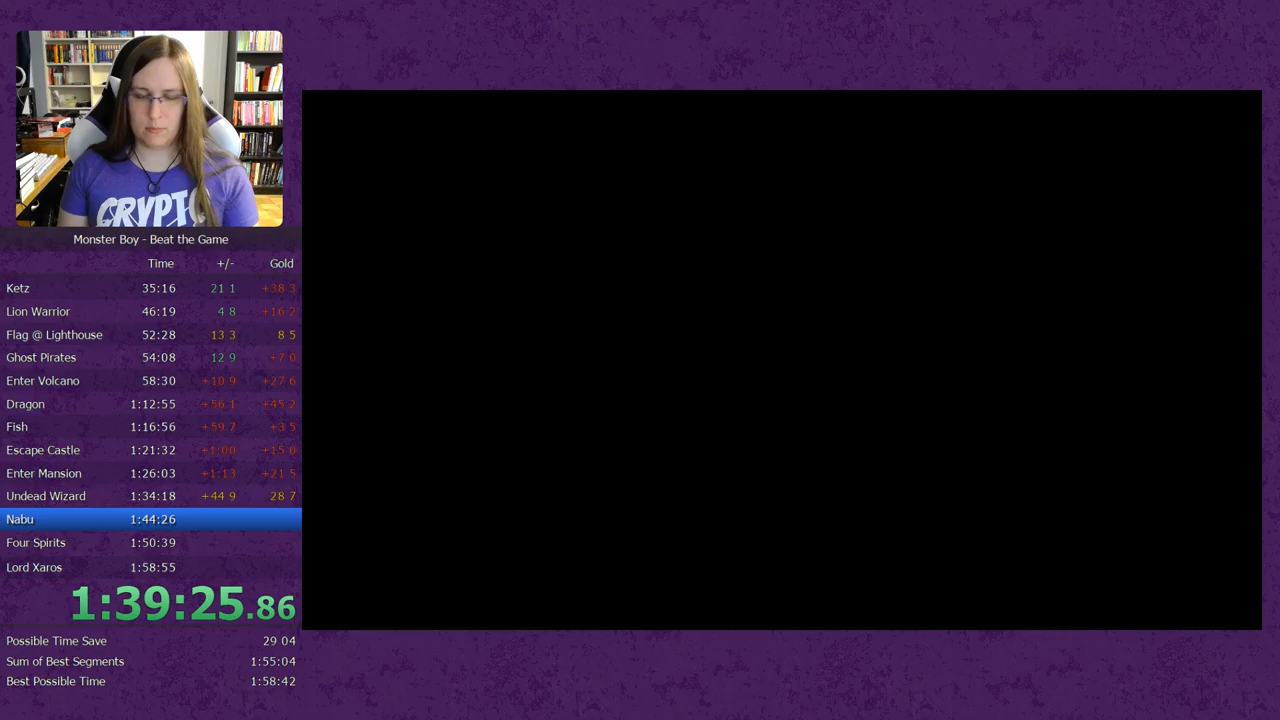 CRYPT
Monster Boy - Beat the Game
Time +/- Gold
Ketz 35:16 21 1 +38 3
Lion Warrior 46:19 4 8 +16 2
Flag @ Lighthouse 52:28 13 3 8 5
Ghost Pirates 54:08 12 9 +7 0
Enter Volcano 58:30 +10 9 +27 6
Dragon 1:12:55 +56 1 +45 2
Fish 1:16:56 +59 7 +3 5
Escape Castle 1:21:32 +1:00 +15 0
Enter Mansion 1:26:03 +1:13 +21 5
Undead Wizard 1:34:18 +44 9 28 7
Nabu 1:44:26
Four Spirits 1:50:39
Lord Xaros 1:58:55
1:39:25.86
Possible Time Save 29 04
Sum of Best Segments 1:55:04
Best Possible Time 1:58:42